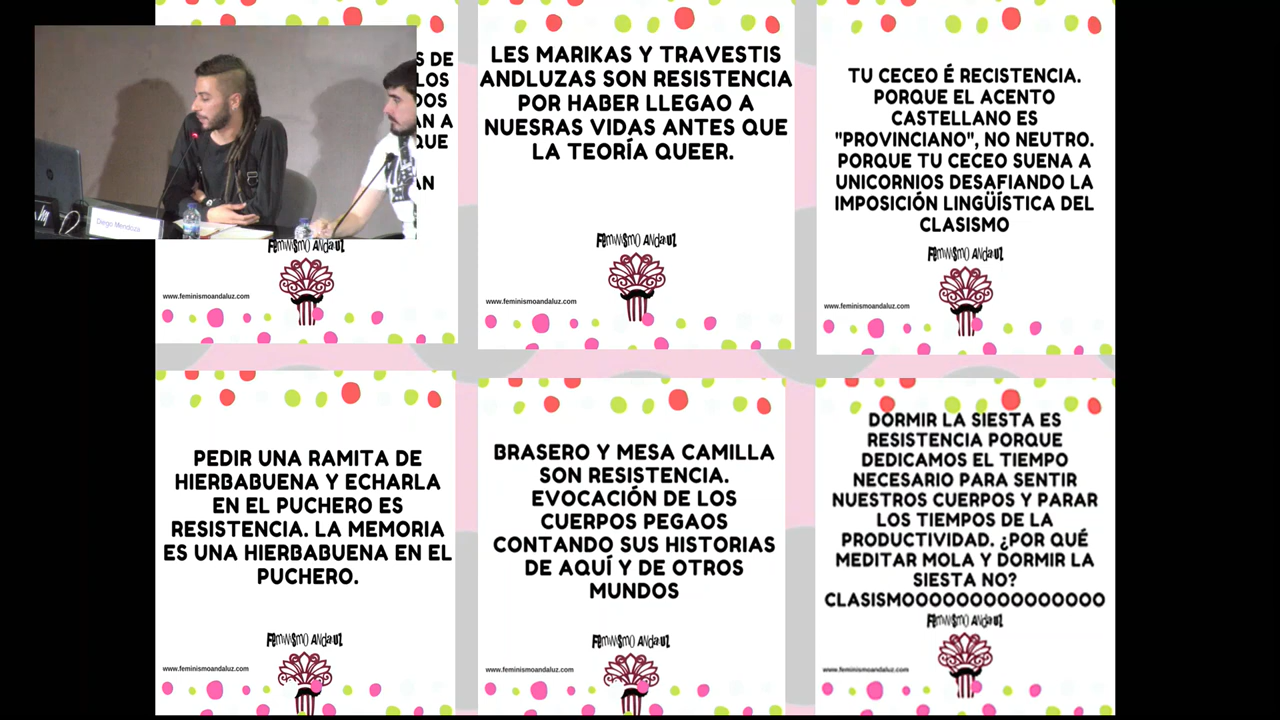 S DE
LOS
DOS
AN A
QUE
AN
Diego Mendoza
FEMINISMO ANDALUZ
www.feminismoandaluz.com
LES MARIKAS Y TRAVESTIS
ANDLUZAS SON RESISTENCIA
POR HABER LLEGAO A
NUESRAS VIDAS ANTES QUE
LA TEORÍA QUEER.
FEMINISMO ANDALUZ
www.feminismoandaluz.com
TU CECEO É RECISTENCIA.
PORQUE EL ACENTO
CASTELLANO ES
"PROVINCIANO", NO NEUTRO.
PORQUE TU CECEO SUENA A
UNICORNIOS DESAFIANDO LA
IMPOSICIÓN LINGÜÍSTICA DEL
CLASISMO
FEMINISMO ANDALUZ
www.feminismoandaluz.com
PEDIR UNA RAMITA DE
HIERBABUENA Y ECHARLA
EN EL PUCHERO ES
RESISTENCIA. LA MEMORIA
ES UNA HIERBABUENA EN EL
PUCHERO.
FEMINISMO ANDALUZ
www.feminismoandaluz.com
BRASERO Y MESA CAMILLA
SON RESISTENCIA.
EVOCACIÓN DE LOS
CUERPOS PEGAOS
CONTANDO SUS HISTORIAS
DE AQUÍ Y DE OTROS
MUNDOS
FEMINISMO ANDALUZ
www.feminismoandaluz.com
DORMIR LA SIESTA ES
RESISTENCIA PORQUE
DEDICAMOS EL TIEMPO
NECESARIO PARA SENTIR
NUESTROS CUERPOS Y PARAR
LOS TIEMPOS DE LA
PRODUCTIVIDAD. ¿POR QUÉ
MEDITAR MOLA Y DORMIR LA
SIESTA NO?
CLASISMOOOOOOOOOOOOOOOO
FEMINISMO ANDALUZ
www.feminismoandaluz.com